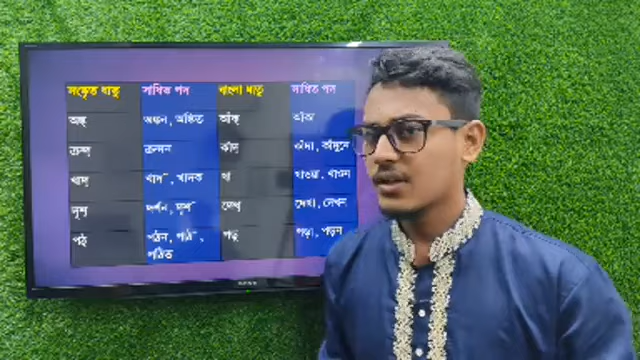 সংস্কৃত ধাতু সাধিত পদ বাংলা ধাতু সাধিত পদ
অঙ্ক্ অঙ্কন, অঙ্কিত আঁক্ আঁকা
ক্রন্দ্ ক্রন্দন কাঁদ্ কাঁদা, কাঁদুনে
খাদ্ খাদ্য, খাদক খা খাওয়া, খাওন
দৃশ্ দর্শন, দৃশ্য দেখ্ দেখা, দেখন
পঠ্ পঠন, পাঠ্য, পঠিত পড়্ পড়া, পড়ন